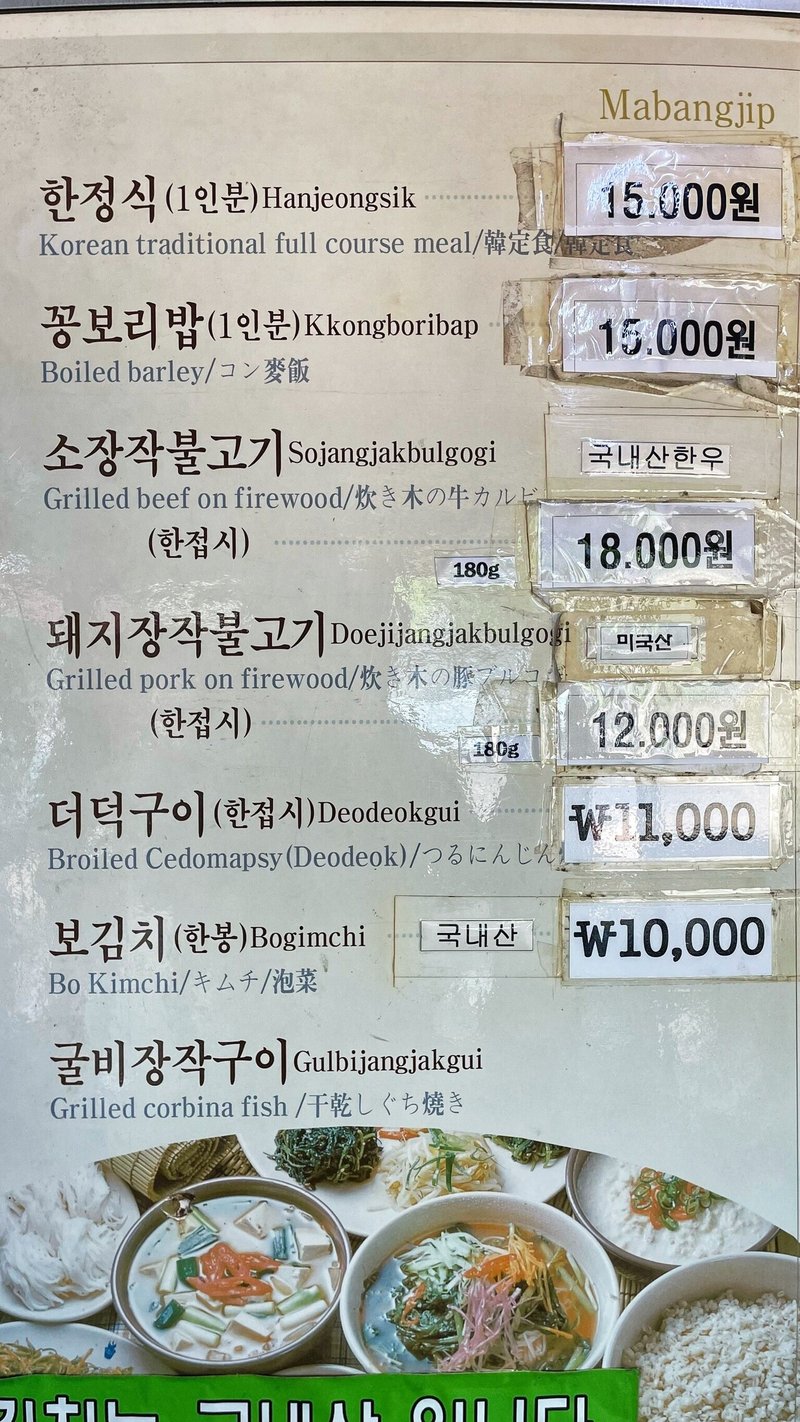 Mabangjip
한정식(1인분)Hanjeongsik 15.000원
Korean traditional full course meal/韓定食/韓定食
꽁보리밥(1인분)Kkongboribap 15.000원
Boiled barley/コン麥飯
소장작불고기Sojangjakbulgogi 국내산한우
Grilled beef on firewood/炊き木の牛カルビ
(한접시) 180g 18.000원
돼지장작불고기Doejijangjakbulgogi 미국산
Grilled pork on firewood/炊き木の豚プルコ
(한접시) 180g 12.000원
더덕구이(한접시)Deodeokgui ₩11,000
Broiled Cedomapsy(Deodeok)/つるにんじん
보김치(한봉)Bogimchi 국내산 ₩10,000
Bo Kimchi/キムチ/泡菜
굴비장작구이Gulbijangjakgui
Grilled corbina fish /干乾しぐち燒き